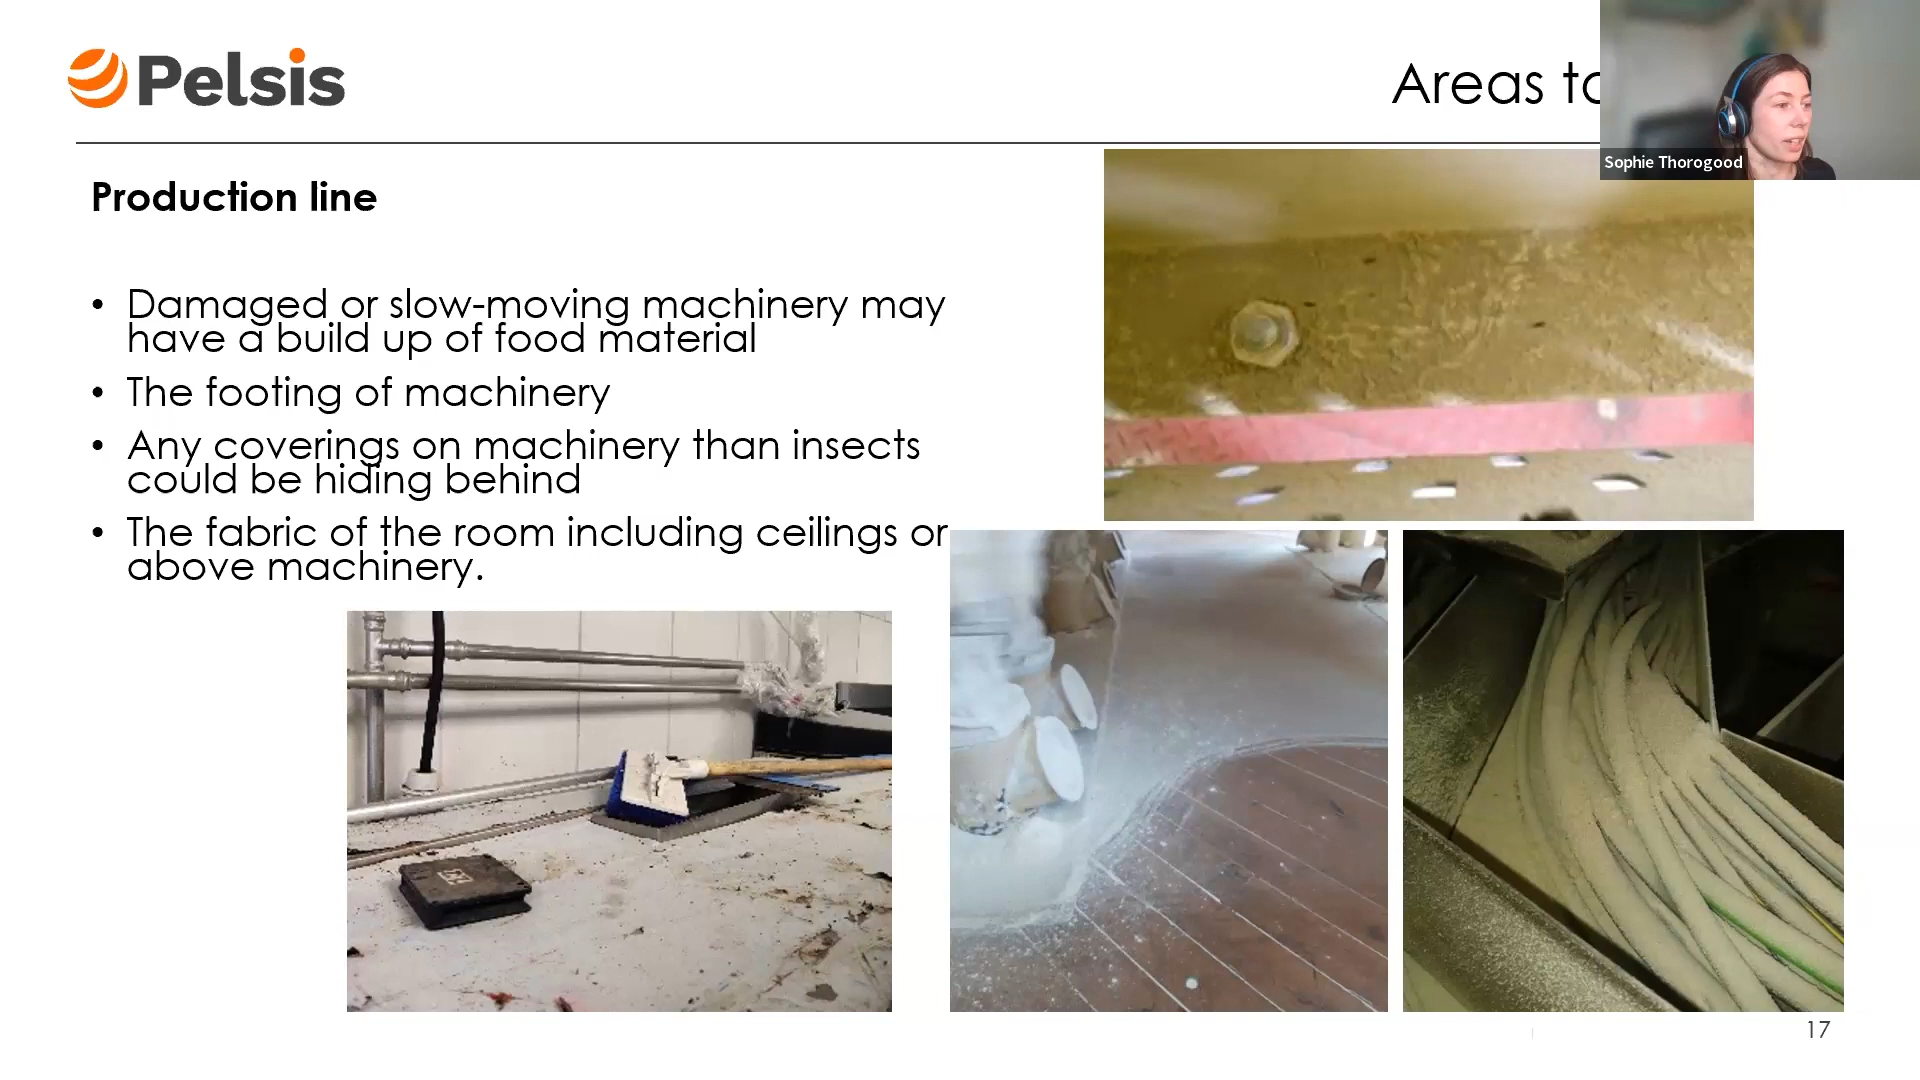 Pelsis
Areas to
Sophie Thorogood
Production line
• Damaged or slow-moving machinery may
have a build up of food material
• The footing of machinery
• Any coverings on machinery than insects
could be hiding behind
• The fabric of the room including ceilings or
above machinery.
17